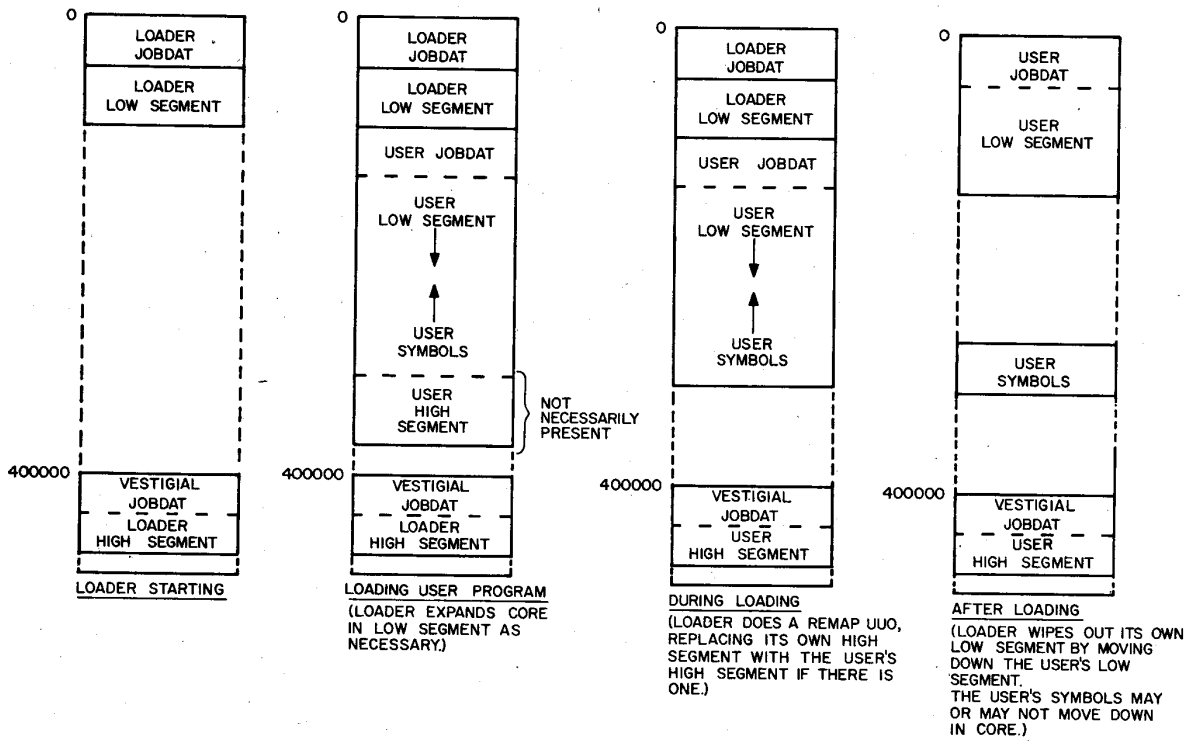 0
LOADER
JOBDAT
LOADER
LOW SEGMENT
400000
VESTIGIAL
JOBDAT
LOADER
HIGH SEGMENT
LOADER STARTING
0
LOADER
JOBDAT
LOADER
LOW SEGMENT
USER JOBDAT
USER
LOW SEGMENT
USER
SYMBOLS
USER
HIGH
SEGMENT
NOT
NECESSARILY
PRESENT
400000
VESTIGIAL
JOBDAT
LOADER
HIGH SEGMENT
LOADING USER PROGRAM
(LOADER EXPANDS CORE
IN LOW SEGMENT AS
NECESSARY.)
0
LOADER
JOBDAT
LOADER
LOW SEGMENT
USER JOBDAT
USER
LOW SEGMENT
USER
SYMBOLS
400000
VESTIGIAL
JOBDAT
USER
HIGH SEGMENT
DURING LOADING
(LOADER DOES A REMAP UUO,
REPLACING ITS OWN HIGH
SEGMENT WITH THE USER'S
HIGH SEGMENT IF THERE IS
ONE.)
0
USER
JOBDAT
USER
LOW SEGMENT
USER
SYMBOLS
400000
VESTIGIAL
JOBDAT
USER
HIGH SEGMENT
AFTER LOADING
(LOADER WIPES OUT ITS OWN
LOW SEGMENT BY MOVING
DOWN THE USER'S LOW
SEGMENT.
THE USER'S SYMBOLS MAY
OR MAY NOT MOVE DOWN
IN CORE.)